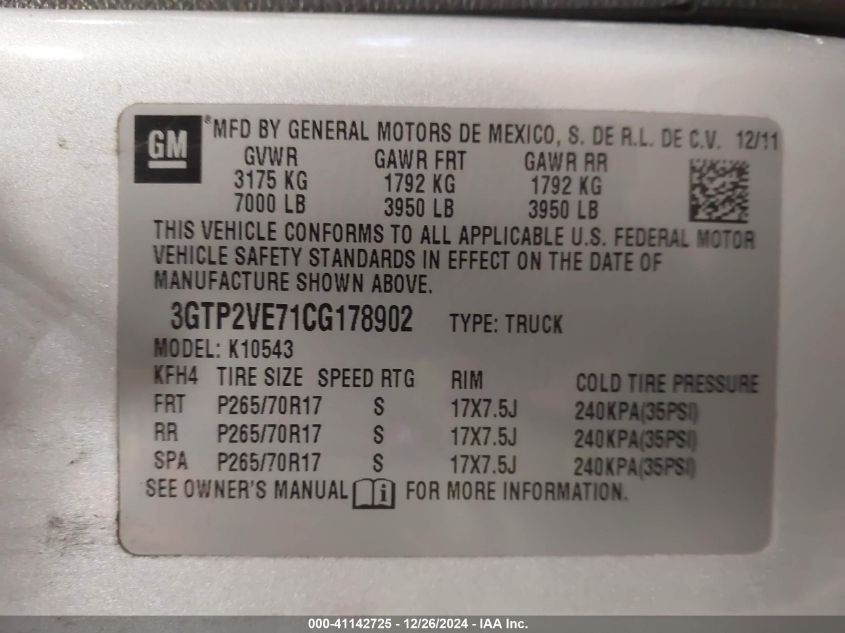 GM
®MFD BY GENERAL MOTORS DE MEXICO, S. DE R.L. DE C.V. 12/11
GVWR GAWR FRT GAWR RR
3175 KG 1792 KG 1792 KG
7000 LB 3950 LB 3950 LB
THIS VEHICLE CONFORMS TO ALL APPLICABLE U.S. FEDERAL MOTOR
VEHICLE SAFETY STANDARDS IN EFFECT ON THE DATE OF
MANUFACTURE SHOWN ABOVE.
3GTP2VE71CG178902 TYPE: TRUCK
MODEL: K10543
KFH4 TIRE SIZE SPEED RTG RIM COLD TIRE PRESSURE
FRT P265/70R17 S 17X7.5J 240KPA(35PSI)
RR P265/70R17 S 17X7.5J 240KPA(35PSI)
SPA P265/70R17 S 17X7.5J 240KPA(35PSI)
SEE OWNER'S MANUAL i FOR MORE INFORMATION.
000-41142725 - 12/26/2024 - IAA Inc.